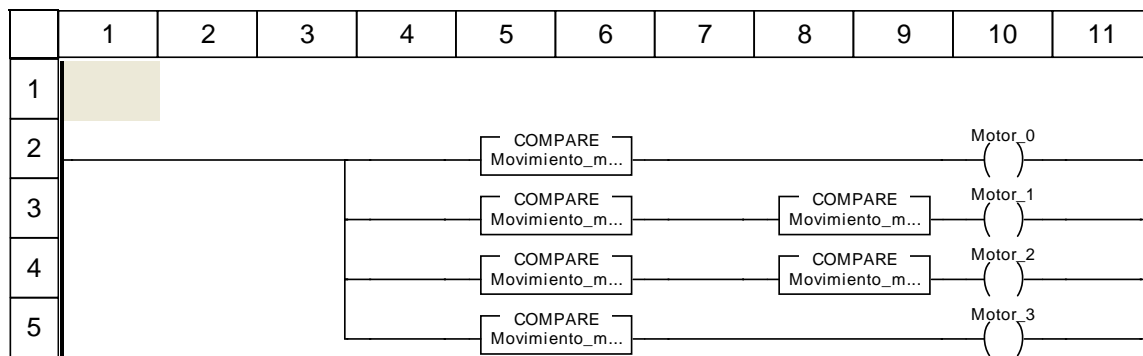 1 2 3 4 5 6 7 8 9 10 11
1
2 COMPARE Motor_0
Movimiento_m...
3 COMPARE COMPARE Motor_1
Movimiento_m... Movimiento_m...
4 COMPARE COMPARE Motor_2
Movimiento_m... Movimiento_m...
5 COMPARE Motor_3
Movimiento_m...